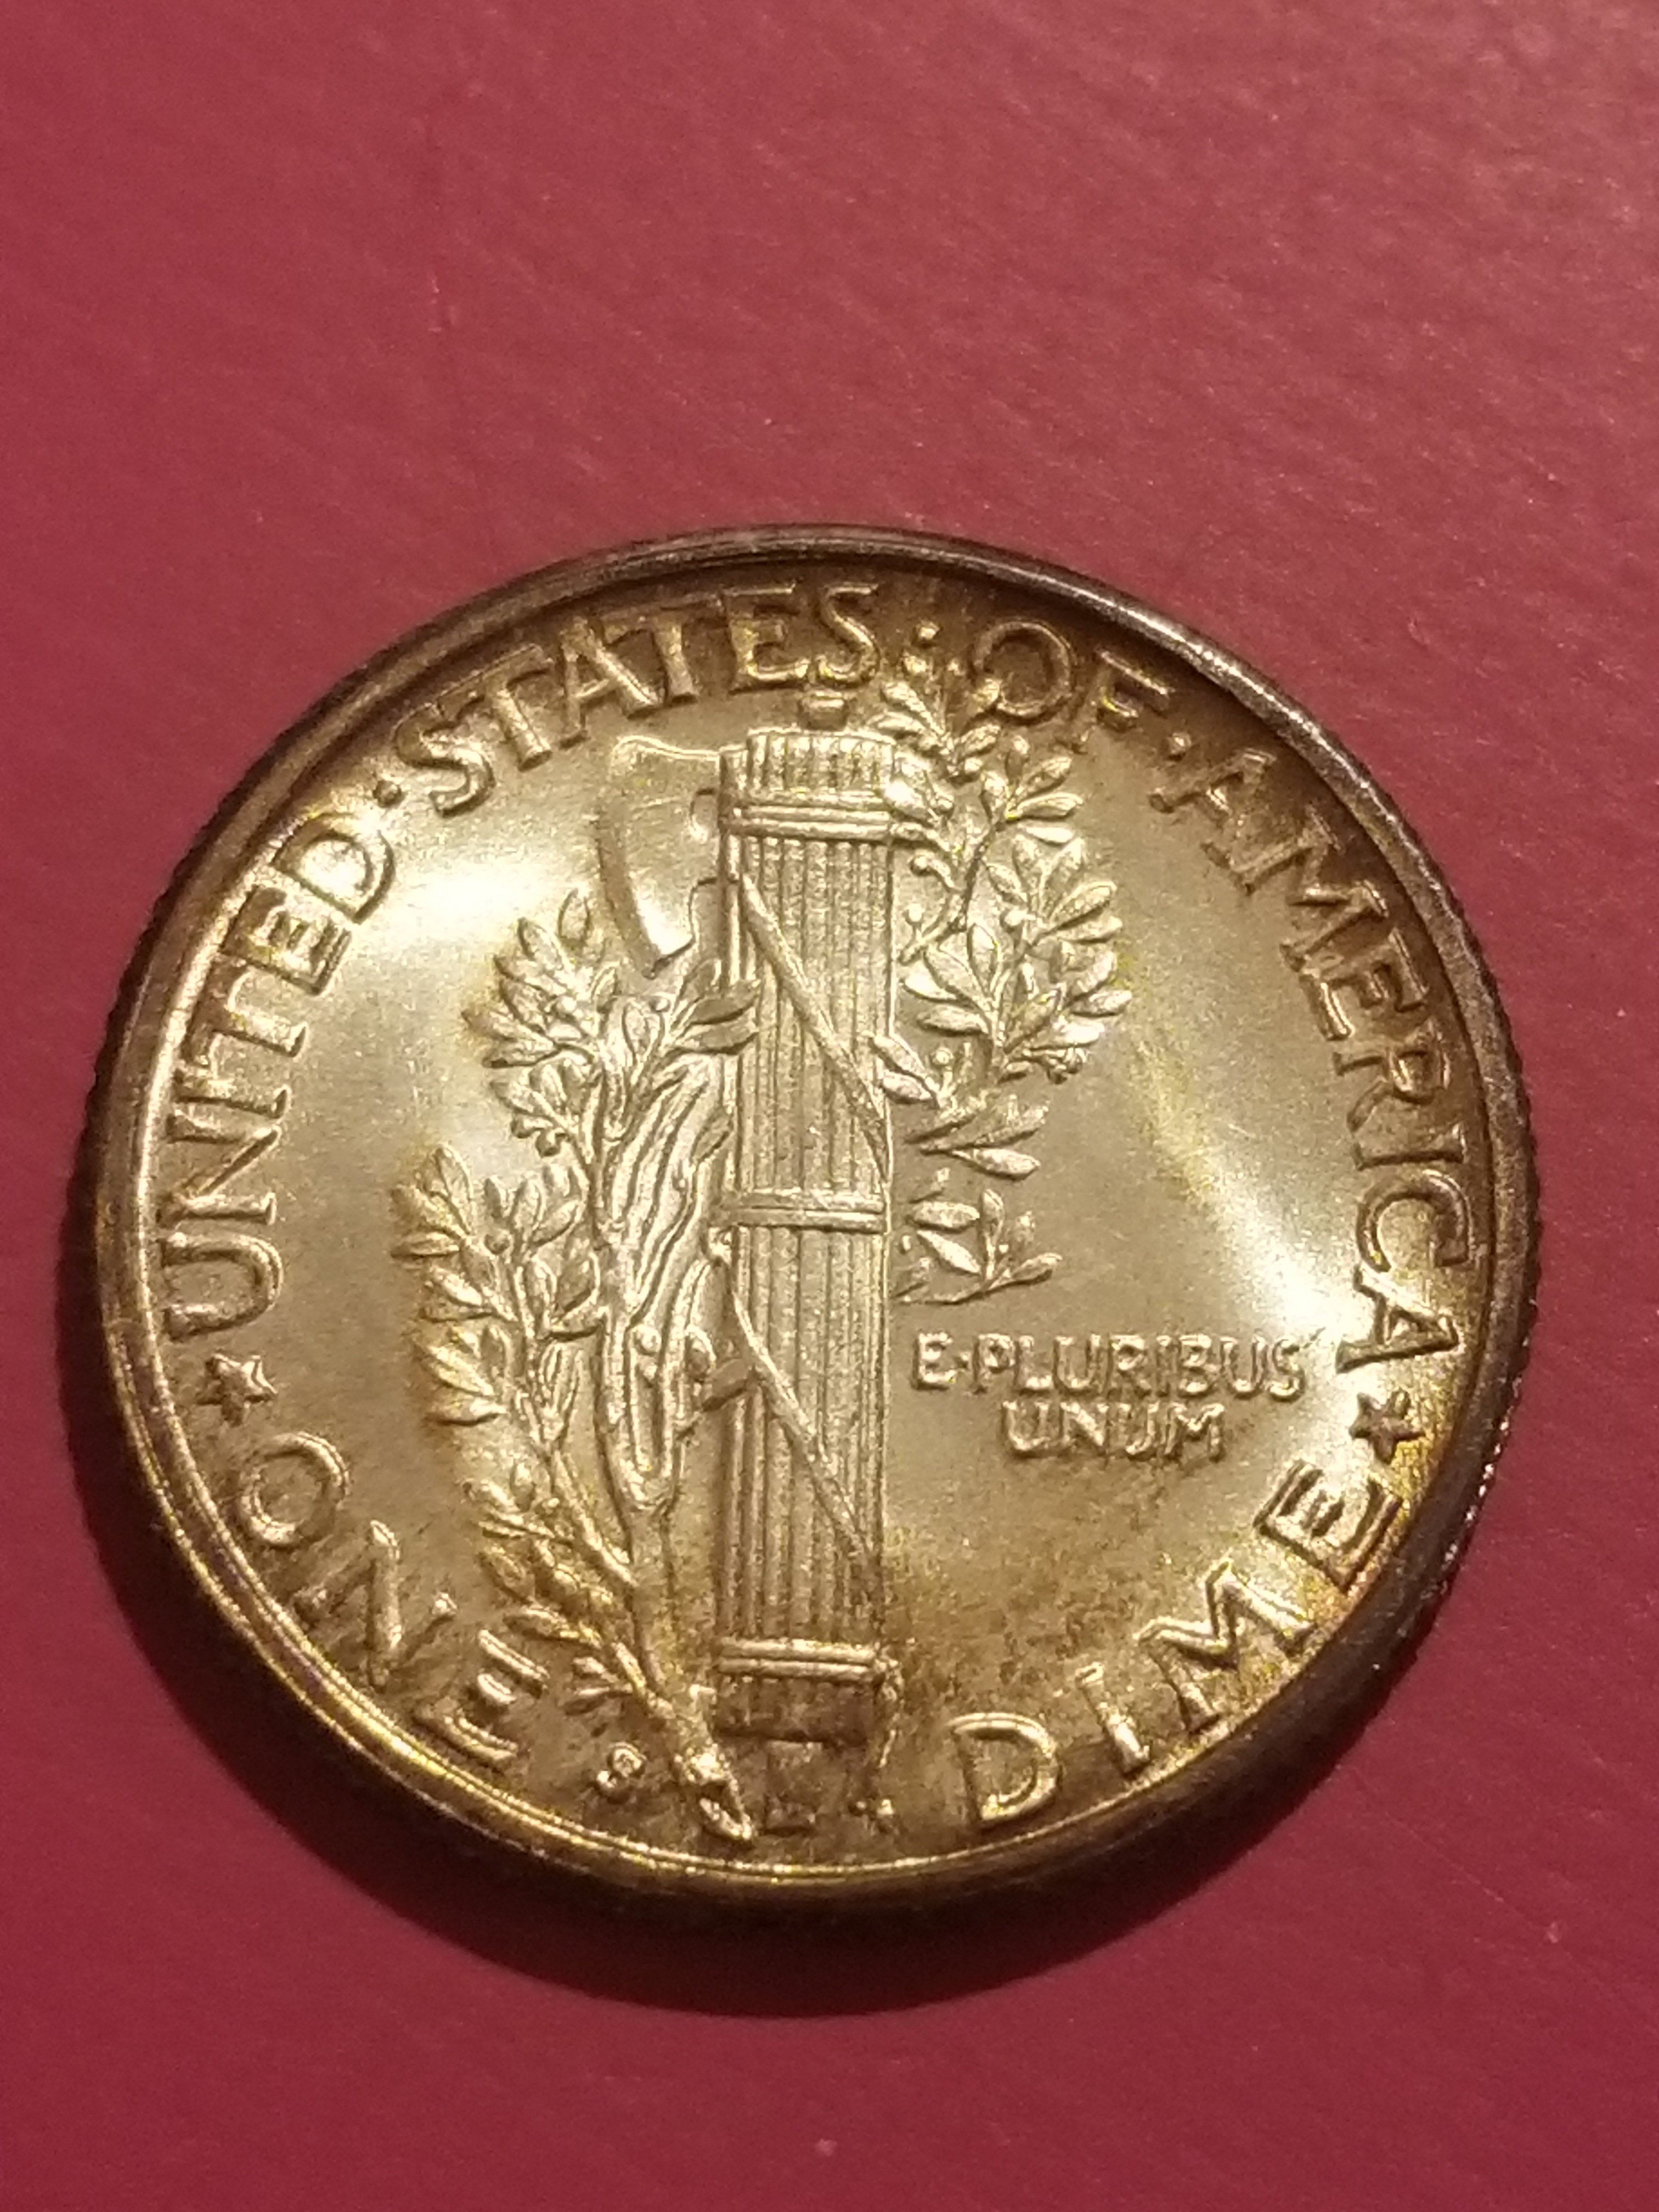 UNITED·STATES·OF·AMERICA
E·PLURIBUS
UNUM
ONE DIME
S